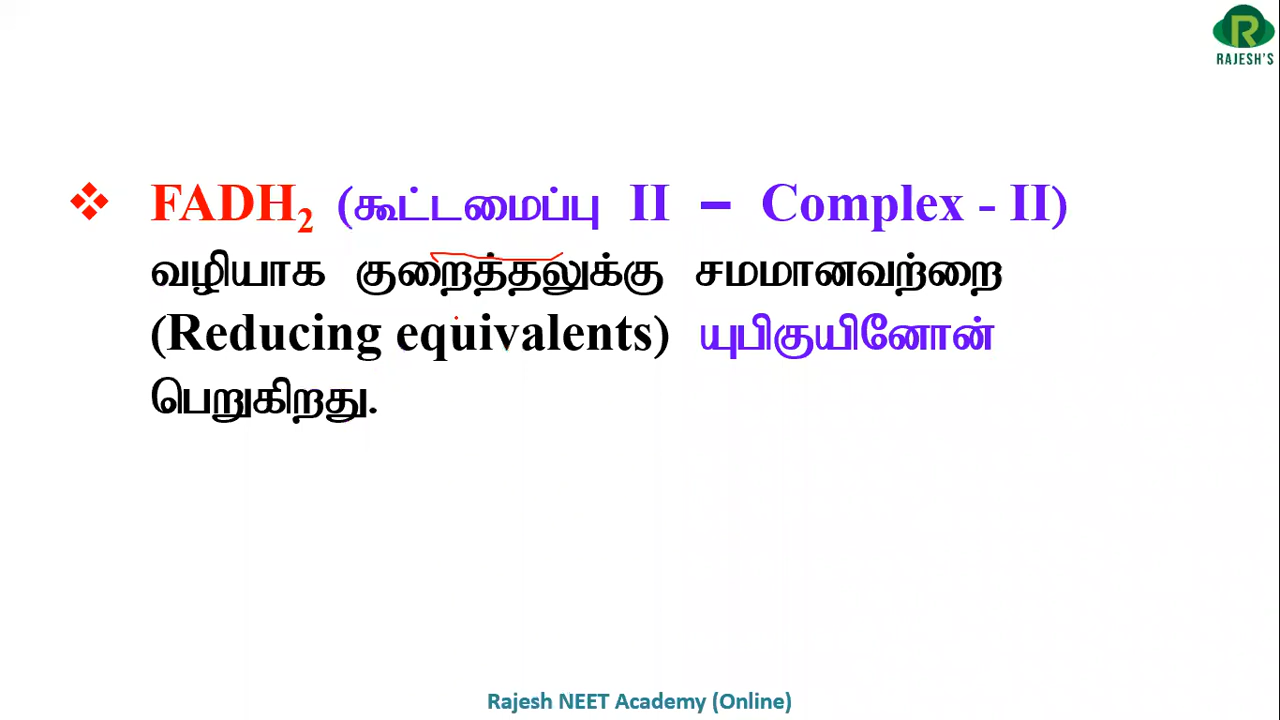 R
RAJESH'S
❖ FADH₂ (கூட்டமைப்பு II – Complex - II)
வழியாக குறைத்தலுக்கு சமமானவற்றை
(Reducing equivalents) யுபிகுயினோன்
பெறுகிறது.
Rajesh NEET Academy (Online)